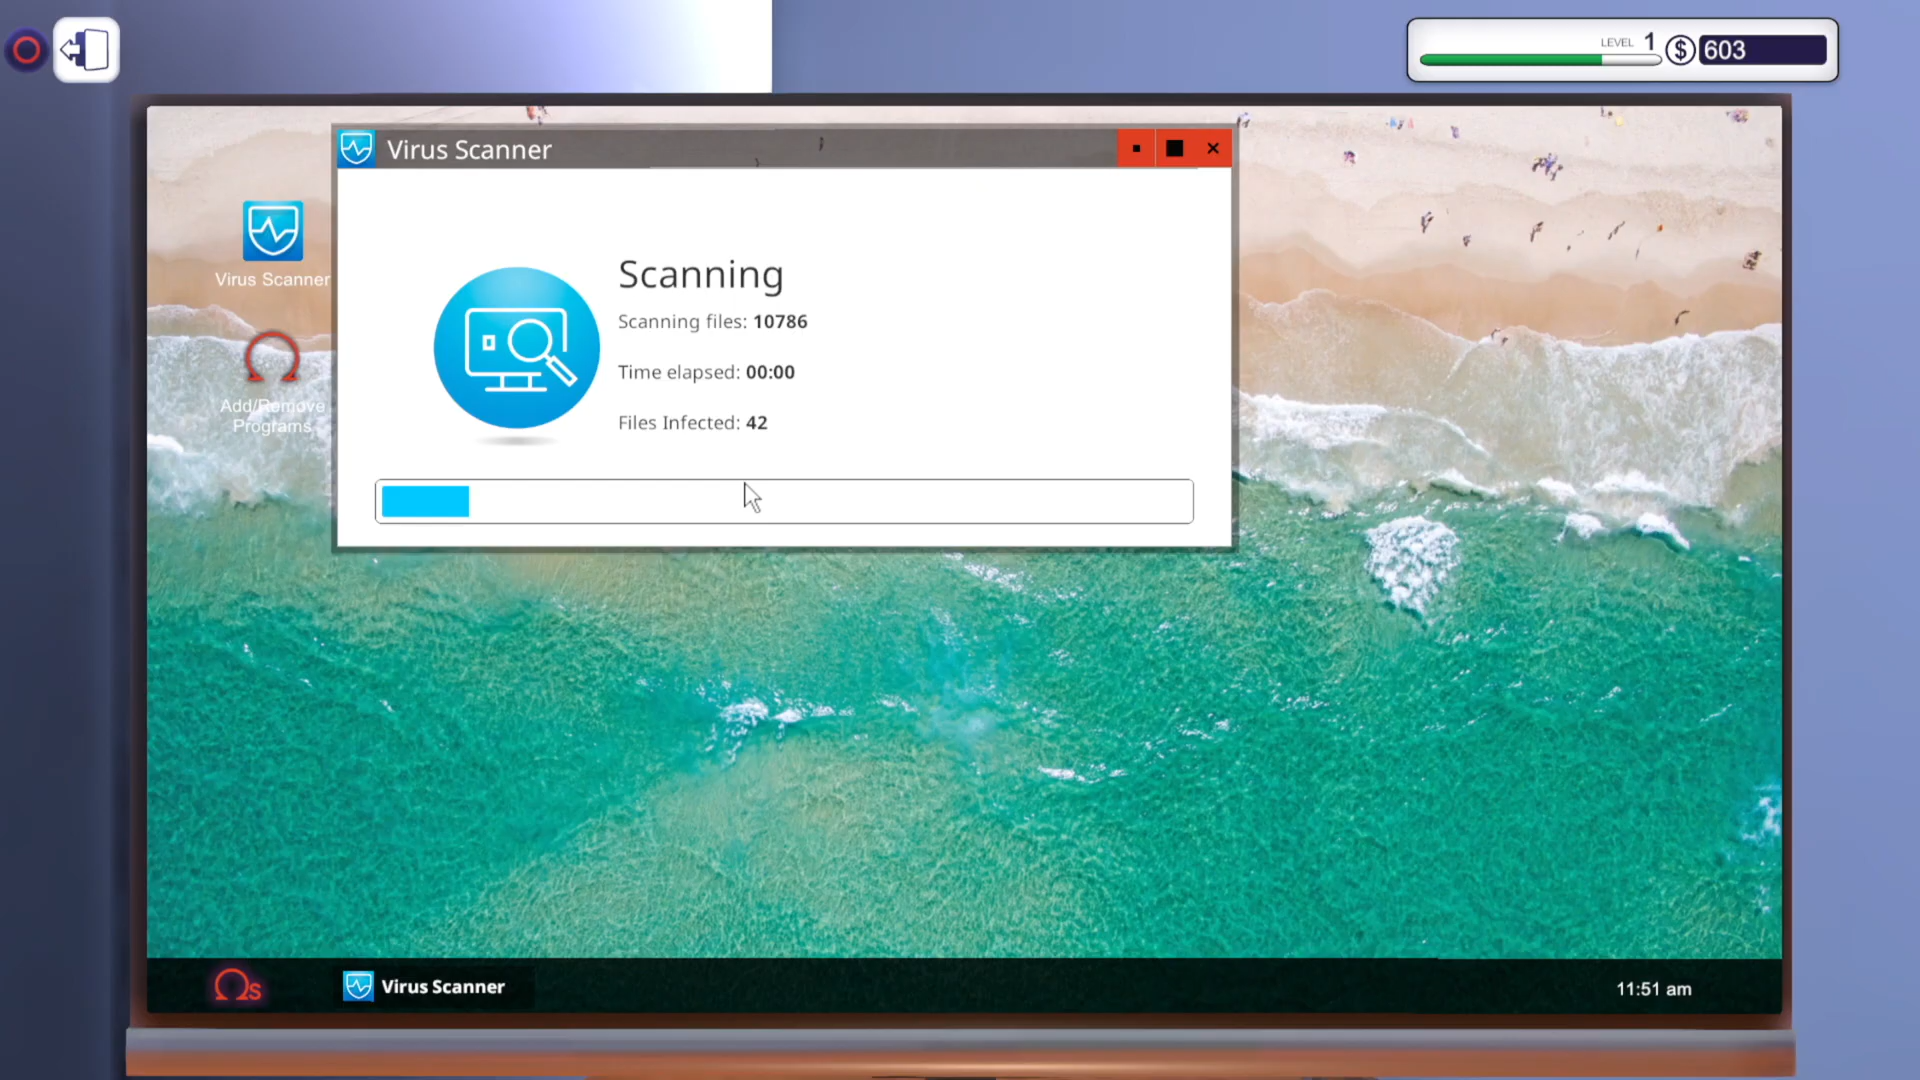 LEVEL 1
$ 603
Virus Scanner
Virus Scanner
Add/Remove
Programs
Scanning
Scanning files: 10786
Time elapsed: 00:00
Files Infected: 42
Ωs
Virus Scanner
11:51 am